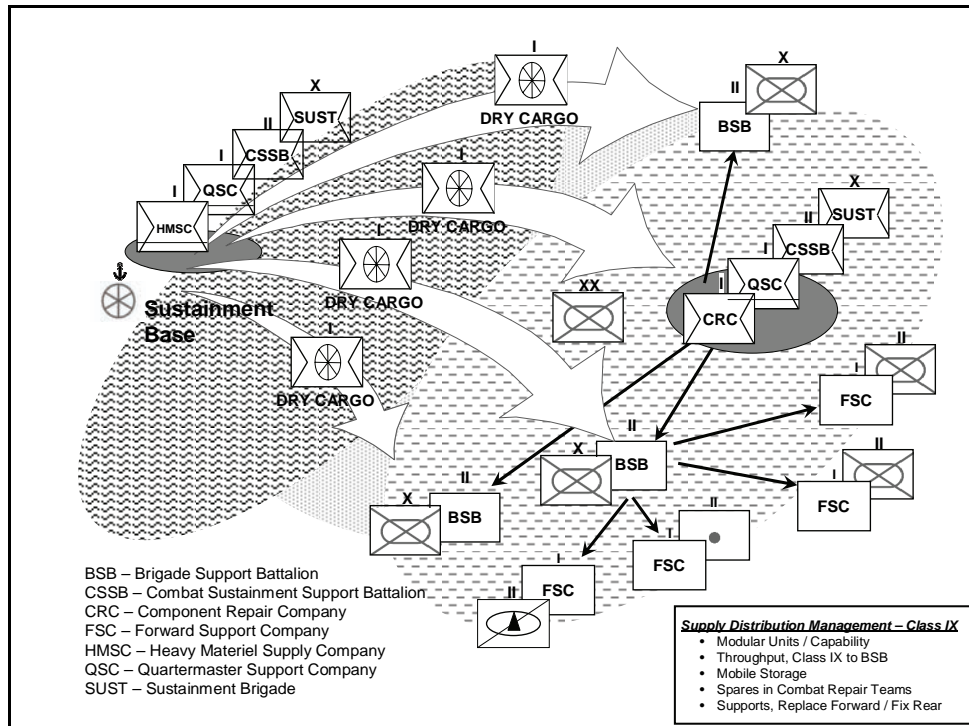 I
DRY CARGO
X
II
BSB
X
SUST
II
CSSB
I
QSC
I
HMSC
I
DRY CARGO
I
DRY CARGO
I
DRY CARGO
Sustainment
Base
XX
X
SUST
II
CSSB
I
QSC
I
CRC
II
I
FSC
II
I
FSC
II
X
BSB
II
X
BSB
II
I
FSC
I
II
FSC
BSB – Brigade Support Battalion
CSSB – Combat Sustainment Support Battalion
CRC – Component Repair Company
FSC – Forward Support Company
HMSC – Heavy Materiel Supply Company
QSC – Quartermaster Support Company
SUST – Sustainment Brigade
Supply Distribution Management – Class IX
• Modular Units / Capability
• Throughput, Class IX to BSB
• Mobile Storage
• Spares in Combat Repair Teams
• Supports, Replace Forward / Fix Rear